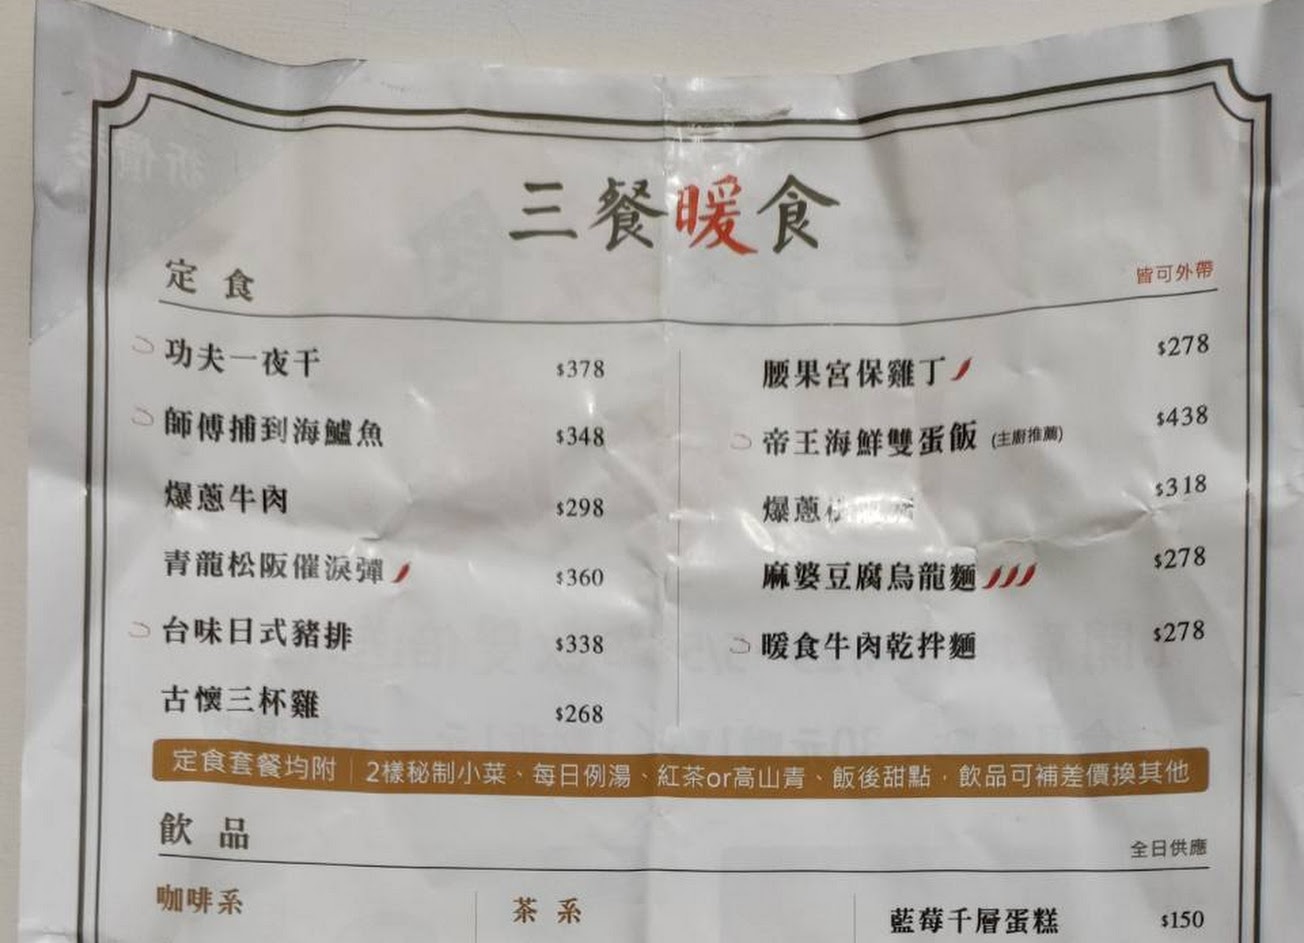 三餐暖食
定食
皆可外帶
功夫一夜干 $378
師傅捕到海鱸魚 $348
爆蔥牛肉 $298
青龍松阪催淚彈 $360
台味日式豬排 $338
古懷三杯雞 $268
腰果宮保雞丁 $278
帝王海鮮雙蛋飯 (主廚推薦) $438
爆蔥 $318
麻婆豆腐烏龍麵 $278
暖食牛肉乾拌麵 $278
定食套餐均附｜2樣秘制小菜、每日例湯、紅茶or高山青、飯後甜點，飲品可補差價換其他
飲品
全日供應
咖啡系
茶系
藍莓千層蛋糕 $150